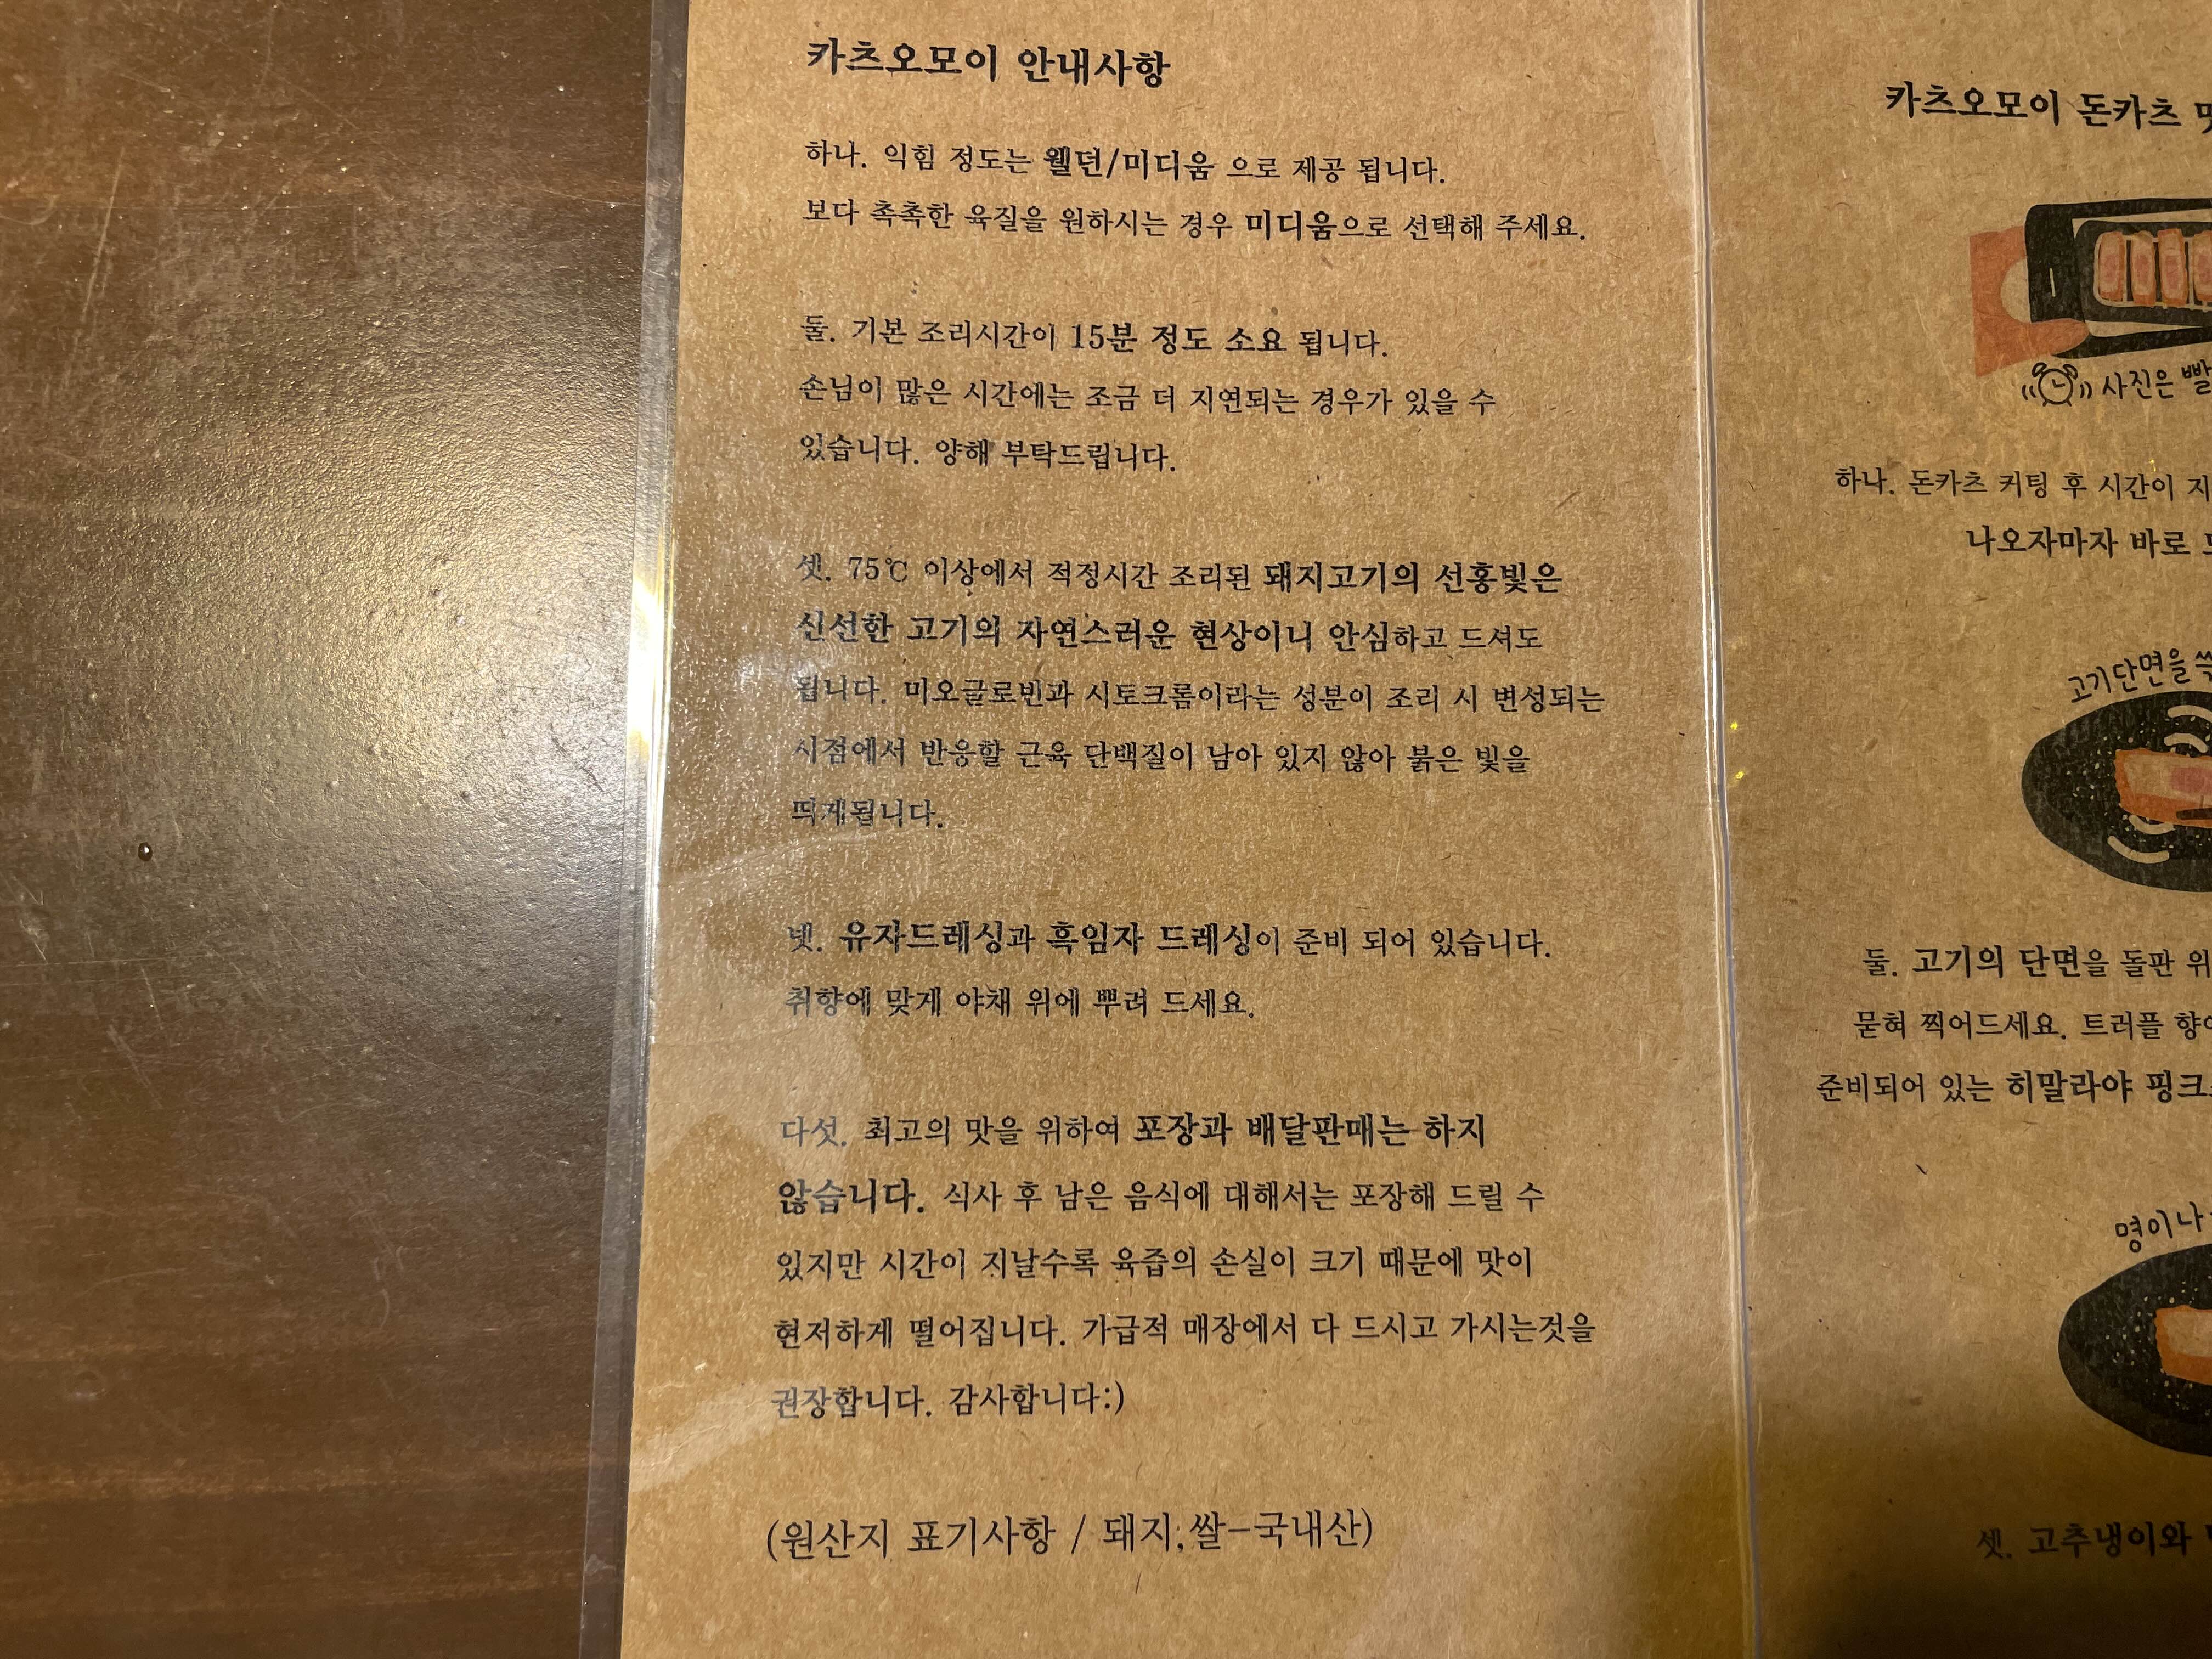 카츠오모이 안내사항
하나. 익힘 정도는 웰던/미디움 으로 제공 됩니다.
보다 촉촉한 육질을 원하시는 경우 미디움으로 선택해 주세요.
둘. 기본 조리시간이 15분 정도 소요 됩니다.
손님이 많은 시간에는 조금 더 지연되는 경우가 있을 수
있습니다. 양해 부탁드립니다.
셋. 75℃ 이상에서 적정시간 조리된 돼지고기의 선홍빛은
신선한 고기의 자연스러운 현상이니 안심하고 드셔도
됩니다. 미오글로빈과 시토크롬이라는 성분이 조리 시 변성되는
시점에서 반응할 근육 단백질이 남아 있지 않아 붉은 빛을
띄게됩니다.
넷. 유자드레싱과 흑임자 드레싱이 준비 되어 있습니다.
취향에 맞게 야채 위에 뿌려 드세요.
다섯. 최고의 맛을 위하여 포장과 배달판매는 하지
않습니다. 식사 후 남은 음식에 대해서는 포장해 드릴 수
있지만 시간이 지날수록 육즙의 손실이 크기 때문에 맛이
현저하게 떨어집니다. 가급적 매장에서 다 드시고 가시는것을
권장합니다. 감사합니다:)
(원산지 표기사항 / 돼지,쌀-국내산)
카츠오모이 돈카츠
사진은 빨
하나. 돈카츠 커팅 후 시간이 지
나오자마자 바로
고기단면을
둘. 고기의 단면을 돌판 위
묻혀 찍어드세요. 트러플 향
준비되어 있는 히말라야 핑크
명이나
셋. 고추냉이와